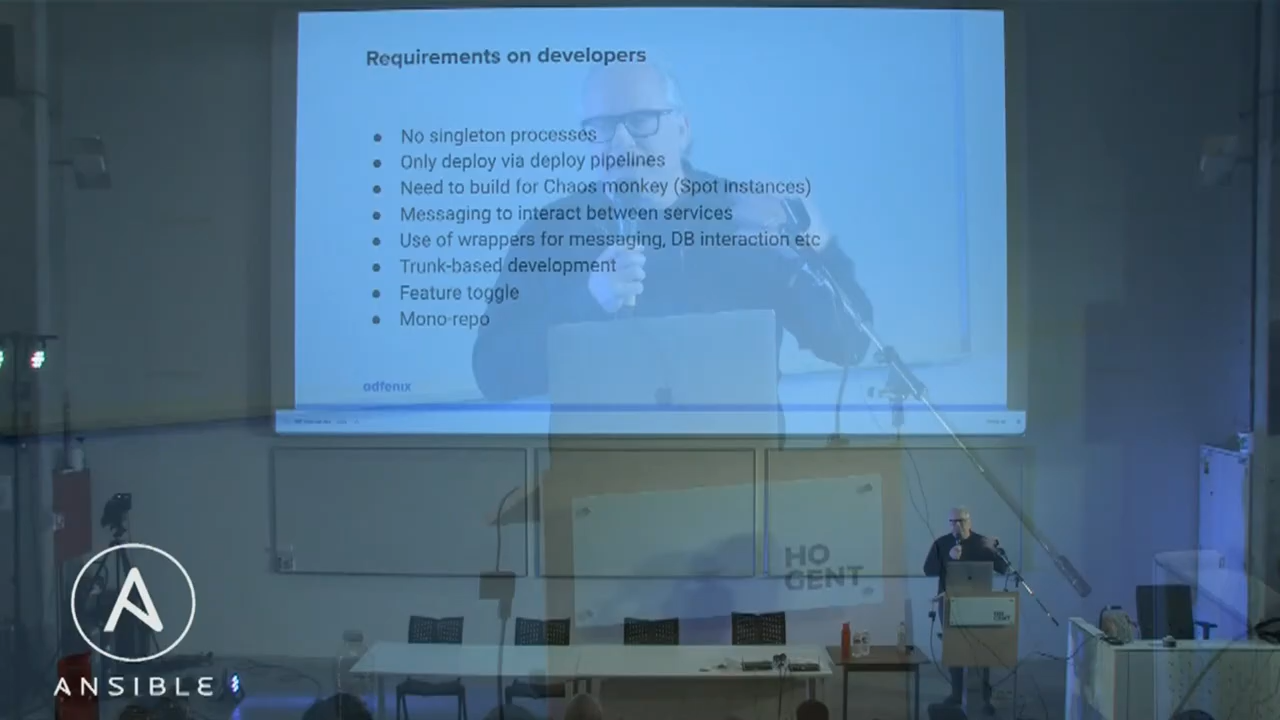 Requirements on developers
No singleton processes
Only deploy via deploy pipelines
Need to build for Chaos monkey (Spot instances)
Messaging to interact between services
Use of wrappers for messaging, DB interaction etc
Trunk-based development
Feature toggle
Mono-repo
adfenix
HO
GENT
HO
GENT
ANSIBLE